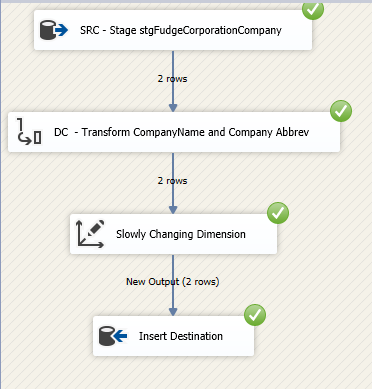 SRC - Stage stgFudgeCorporationCompany
2 rows
DC - Transform CompanyName and Company Abbrev
2 rows
Slowly Changing Dimension
New Output (2 rows)
Insert Destination